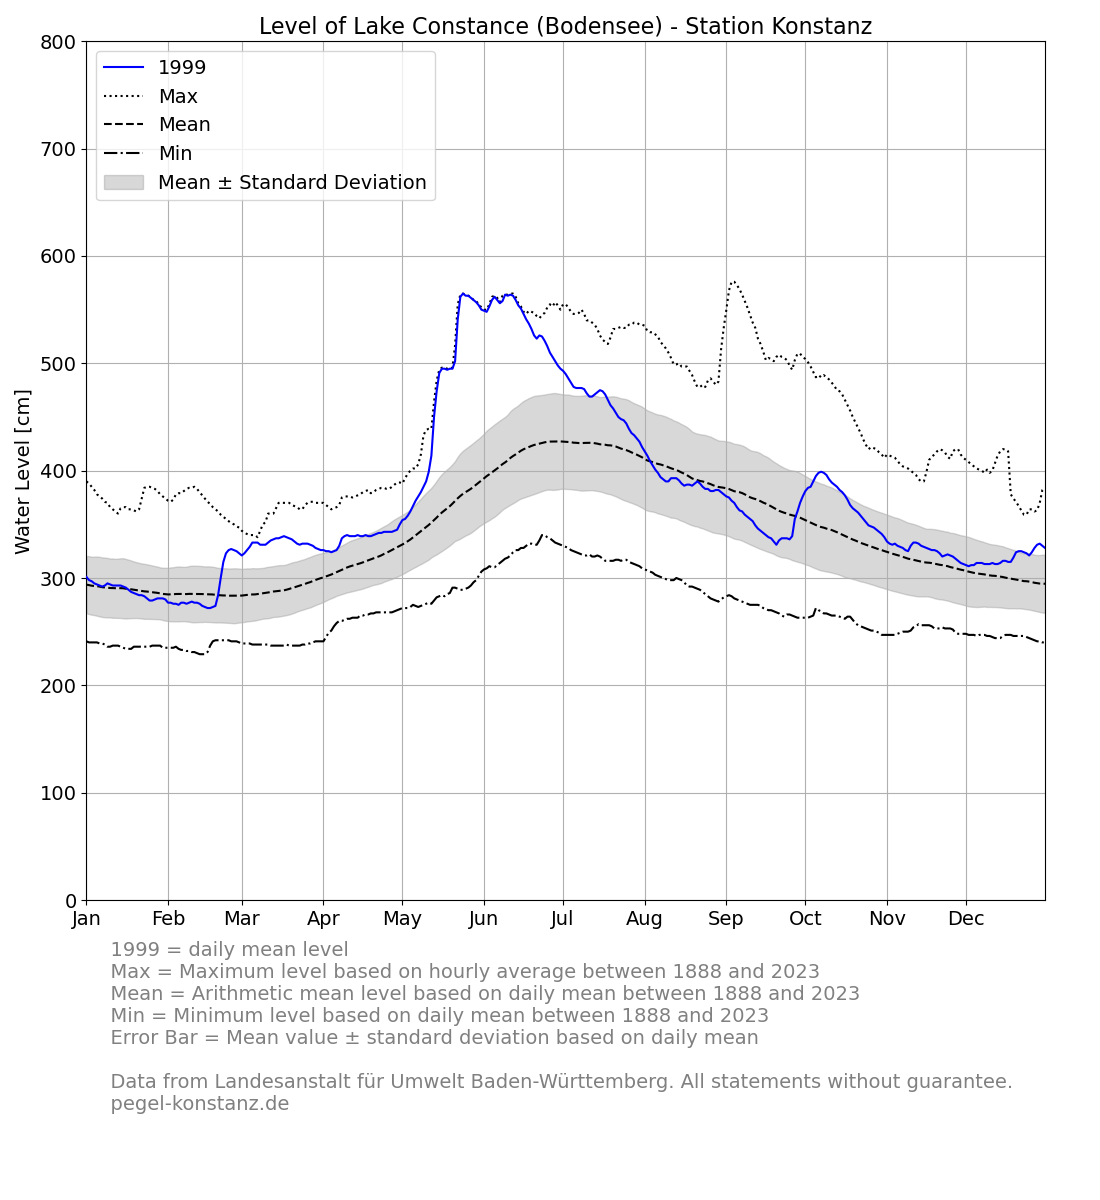 Level of Lake Constance (Bodensee) - Station Konstanz
800
700
600
500
400
300
200
100
0
Water Level [cm]
1999
Max
Mean
Min
Mean ± Standard Deviation
Jan Feb Mar Apr May Jun Jul Aug Sep Oct Nov Dec
1999 = daily mean level
Max = Maximum level based on hourly average between 1888 and 2023
Mean = Arithmetic mean level based on daily mean between 1888 and 2023
Min = Minimum level based on daily mean between 1888 and 2023
Error Bar = Mean value ± standard deviation based on daily mean
Data from Landesanstalt für Umwelt Baden-Württemberg. All statements without guarantee.
pegel-konstanz.de